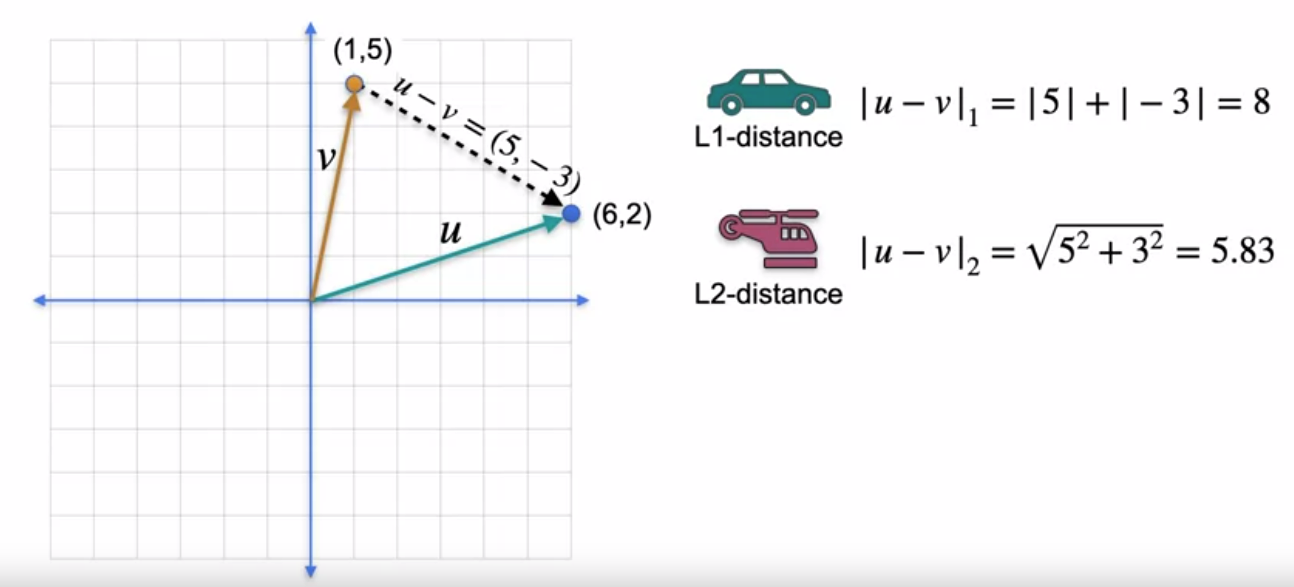 (1,5)
u − v = (5, − 3)
v
u
(6,2)
L1-distance
|u − v|₁ = |5| + | − 3| = 8
L2-distance
|u − v|₂ = √5² + 3² = 5.83